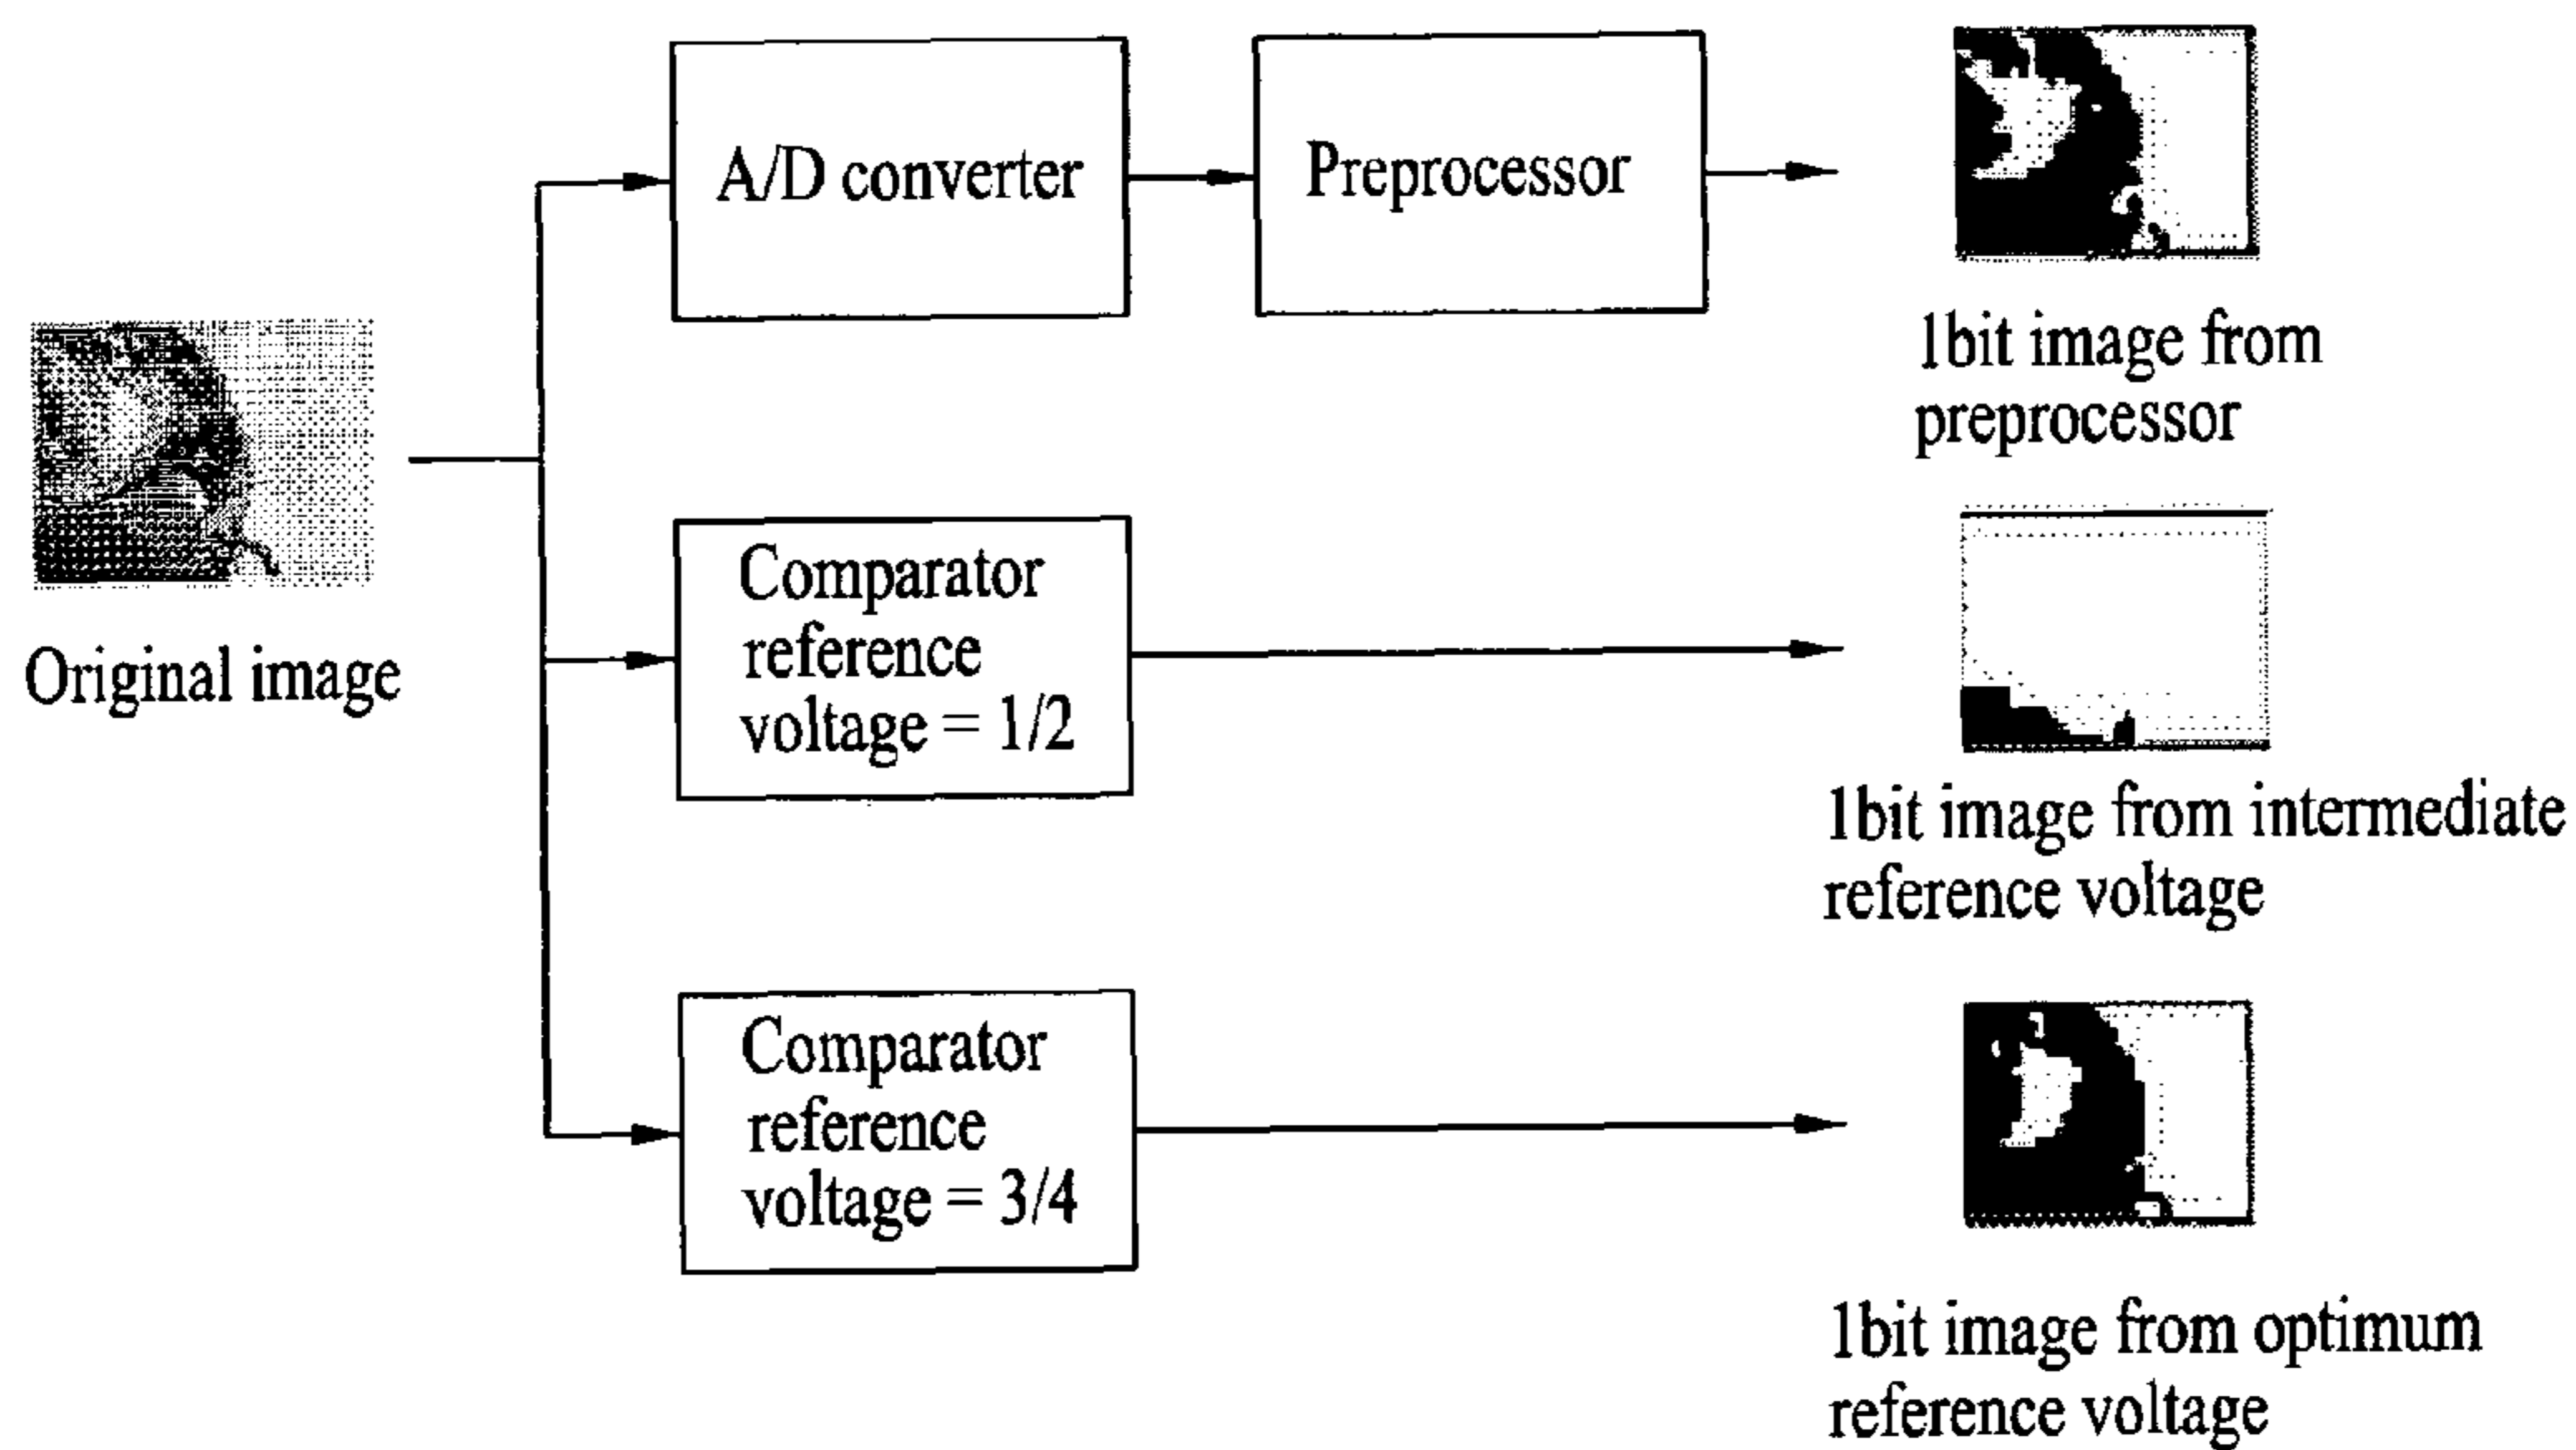 A/D converter
Preprocessor
1bit image from
preprocessor
Original image
Comparator
reference
voltage = 1/2
1bit image from intermediate
reference voltage
Comparator
reference
voltage = 3/4
1bit image from optimum
reference voltage